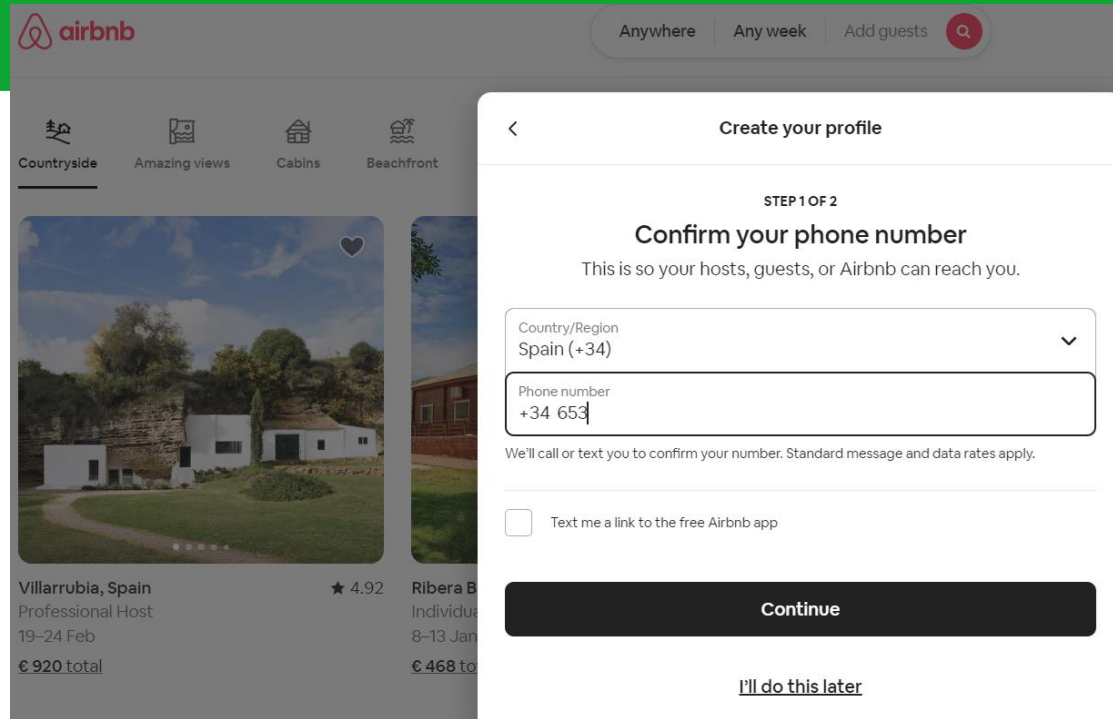 airbnb
Anywhere Any week Add guests
Countryside Amazing views Cabins Beachfront
Villarrubia, Spain ★ 4.92
Professional Host
19–24 Feb
€ 920 total
Ribera B
Individu
8–13 Jan
€ 468 to
Create your profile
STEP 1 OF 2
Confirm your phone number
This is so your hosts, guests, or Airbnb can reach you.
Country/Region
Spain (+34)
Phone number
+34 653
We'll call or text you to confirm your number. Standard message and data rates apply.
Text me a link to the free Airbnb app
Continue
I'll do this later